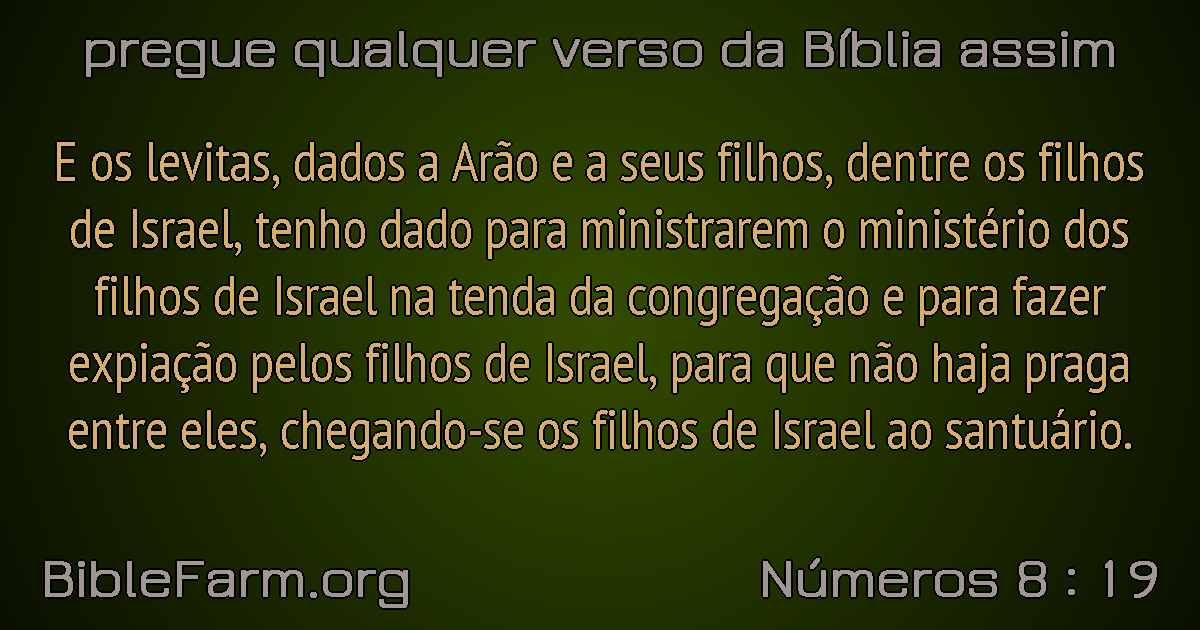 pregue qualquer verso da Bíblia assim
E os levitas, dados a Arão e a seus filhos, dentre os filhos
de Israel, tenho dado para ministrarem o ministério dos
filhos de Israel na tenda da congregação e para fazer
expiação pelos filhos de Israel, para que não haja praga
entre eles, chegando-se os filhos de Israel ao santuário.
BibleFarm.org
Números 8 : 19